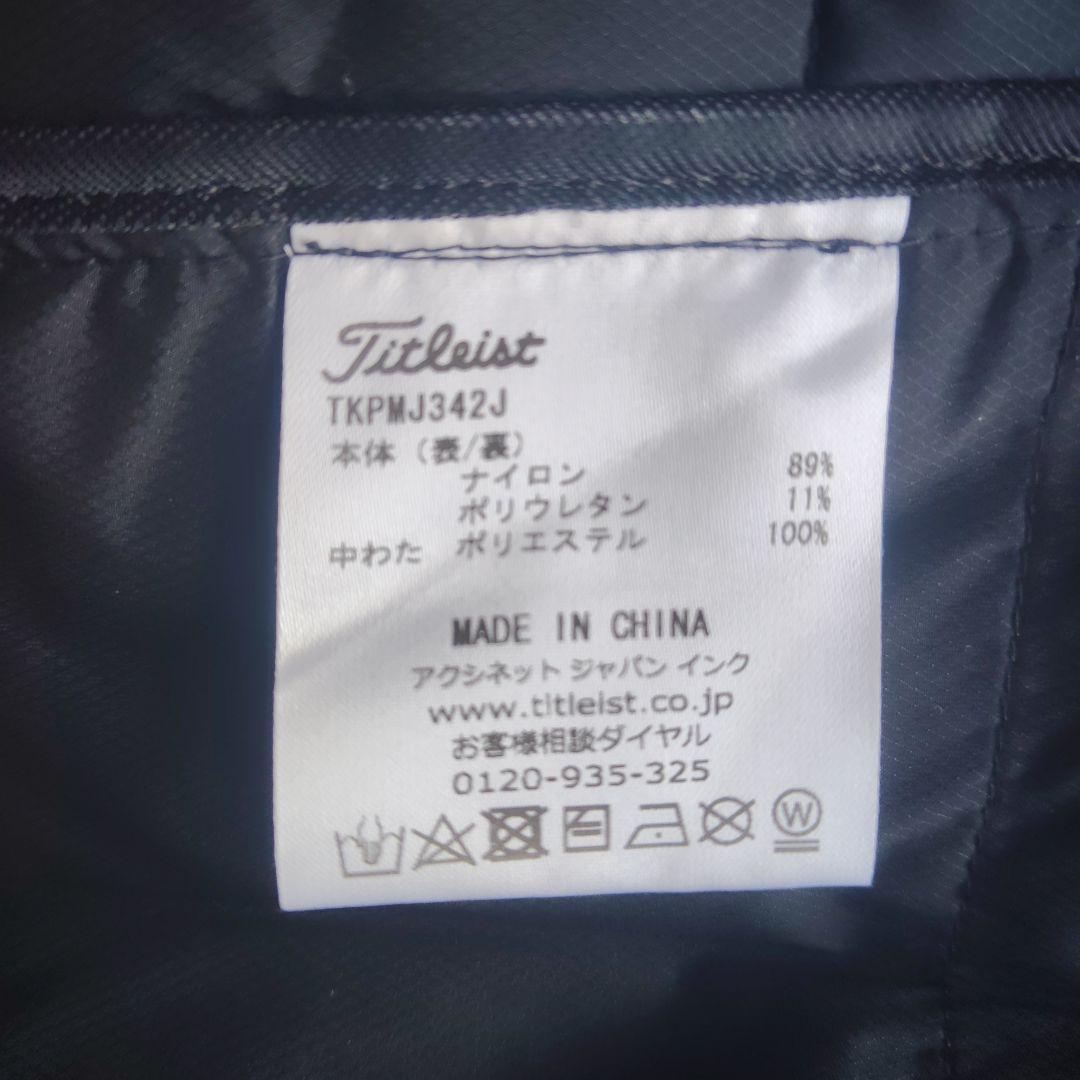 Titleist
TKPMJ342J
本体（表/裏）
ナイロン 89%
ポリウレタン 11%
中わた ポリエステル 100%
MADE IN CHINA
アクシネット ジャパン インク
www.titleist.co.jp
お客様相談ダイヤル
0120-935-325
W